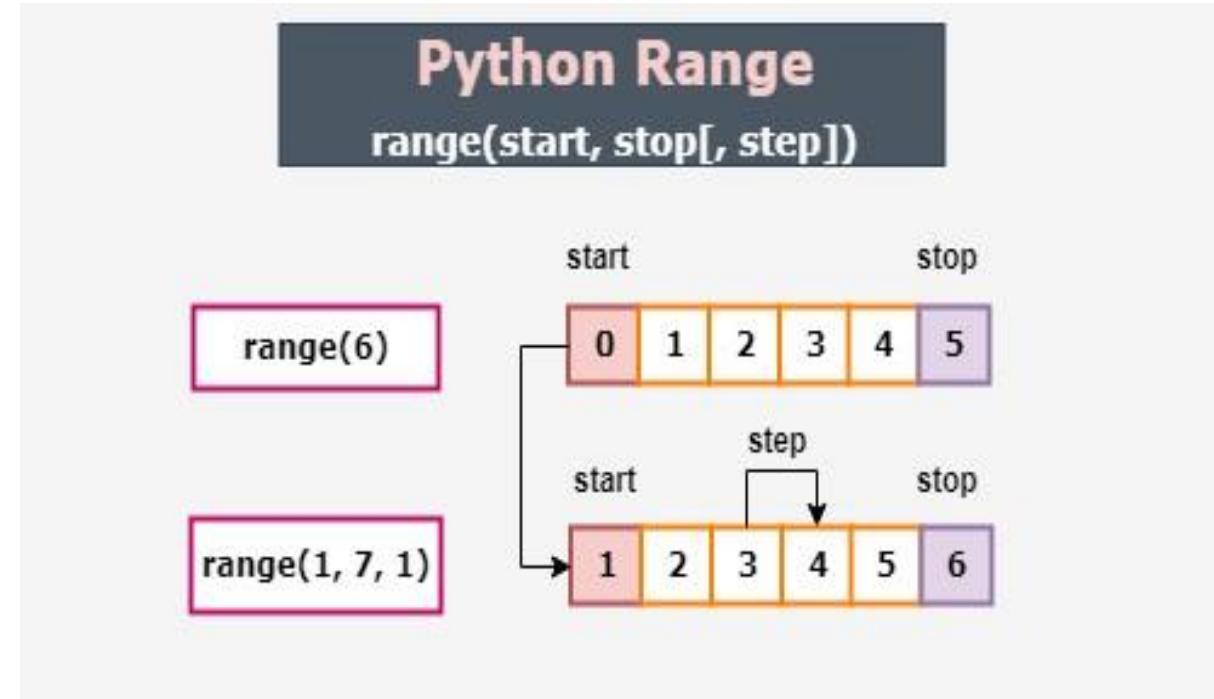 Python Range
range(start, stop[, step])
start stop
range(6) 0 1 2 3 4 5
step
start stop
range(1, 7, 1) 1 2 3 4 5 6